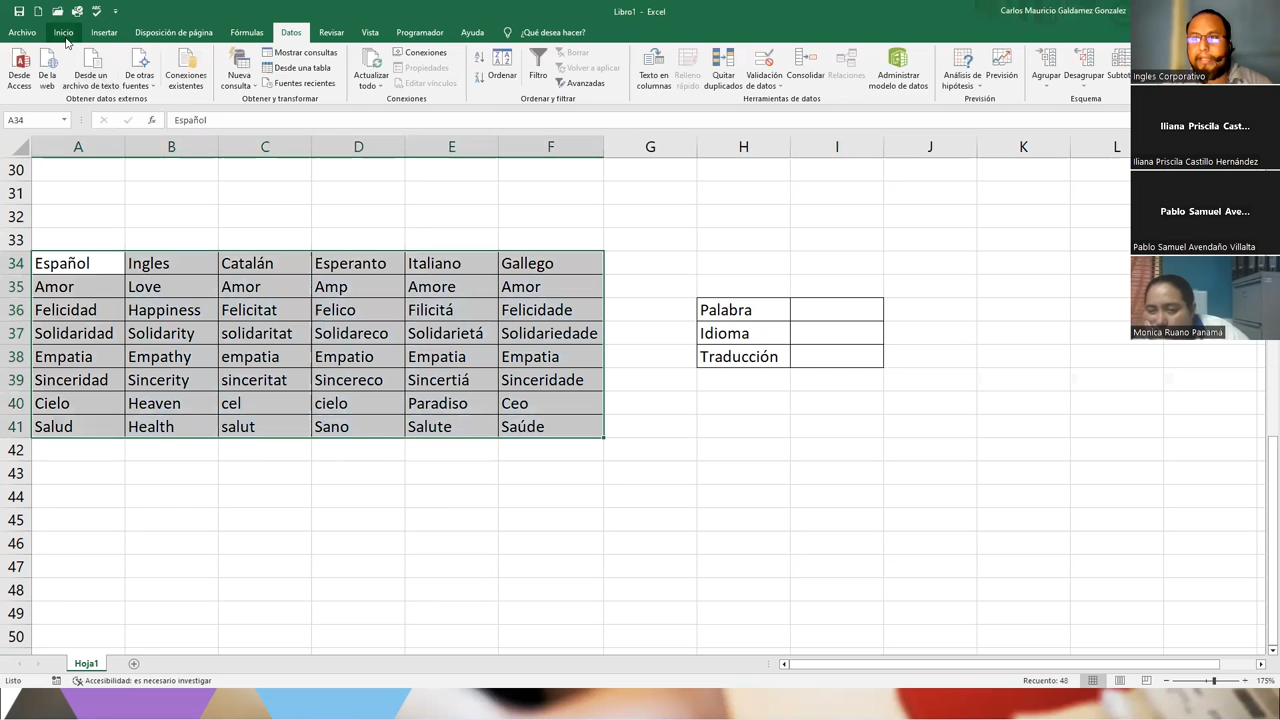 Libro1 - Excel
Carlos Mauricio Galdamez Gonzalez
Archivo Inicio Insertar Disposición de página Fórmulas Datos Revisar Vista Programador Ayuda ¿Qué desea hacer?
Desde Access
De la web
Desde un archivo de texto
De otras fuentes
Conexiones existentes
Obtener datos externos
Nueva consulta
Mostrar consultas
Desde una tabla
Fuentes recientes
Obtener y transformar
Actualizar todo
Conexiones
Propiedades
Editar vínculos
Conexiones
Ordenar
Filtro
Borrar
Volver a aplicar
Avanzadas
Ordenar y filtrar
Texto en columnas
Relleno rápido
Quitar duplicados
Validación de datos
Consolidar
Relaciones
Administrar modelo de datos
Herramientas de datos
Análisis de hipótesis
Previsión
Previsión
Agrupar
Desagrupar
Subtot
Esquema
A34 fx Español
A B C D E F G H I J K L
30
31
32
33
34 Español Ingles Catalán Esperanto Italiano Gallego
35 Amor Love Amor Amp Amore Amor
36 Felicidad Happiness Felicitat Felico Filicitá Felicidade Palabra
37 Solidaridad Solidarity solidaritat Solidareco Solidarietá Solidariedade Idioma
38 Empatia Empathy empatia Empatio Empatia Empatia Traducción
39 Sinceridad Sincerity sinceritat Sincereco Sincertiá Sinceridade
40 Cielo Heaven cel cielo Paradiso Ceo
41 Salud Health salut Sano Salute Saúde
42
43
44
45
46
47
48
49
50
Hoja1
Listo Accesibilidad: es necesario investigar Recuento: 48 175%
Ingles Corporativo
Iliana Priscila Cast...
Iliana Priscila Castillo Hernández
Pablo Samuel Ave...
Pablo Samuel Avendaño Villalta
Monica Ruano Panamá